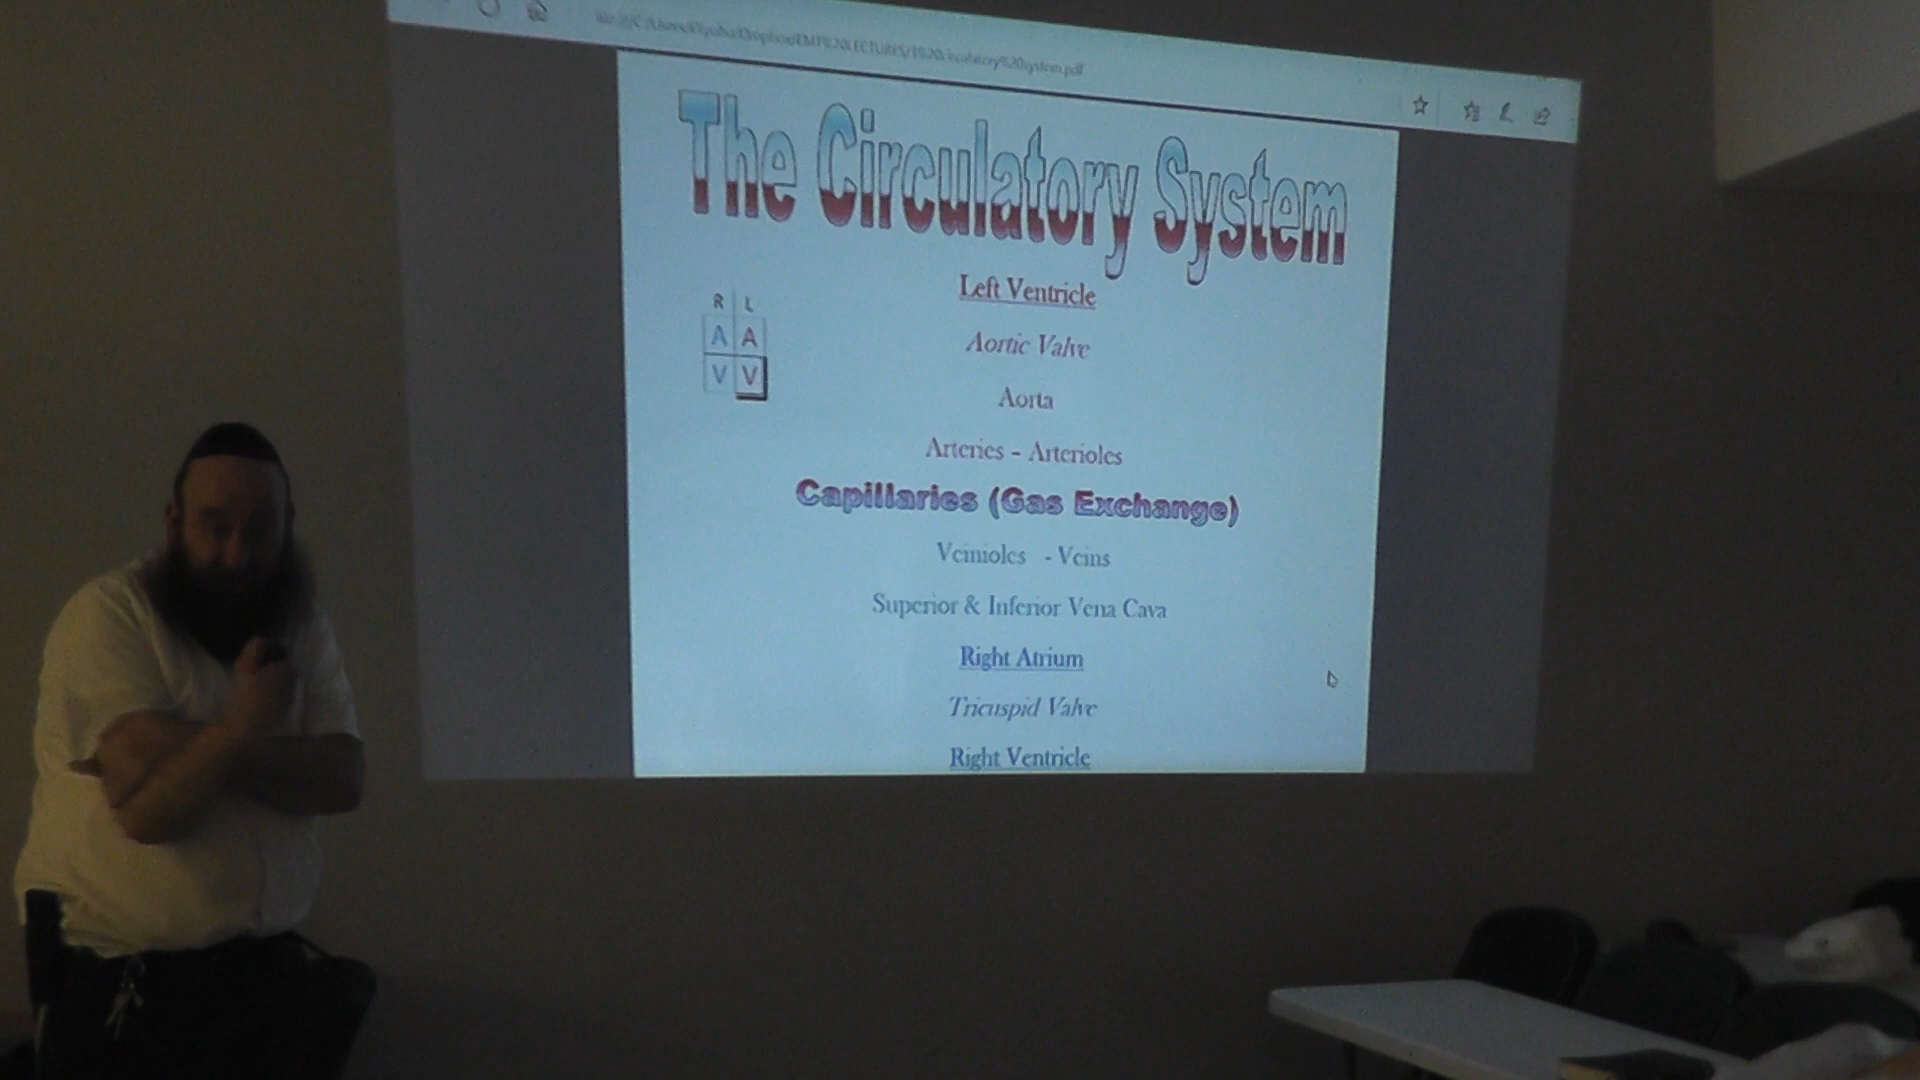 The Circulatory System
R L
A A
V V
Left Ventricle
Aortic Valve
Aorta
Arteries - Arterioles
Capillaries (Gas Exchange)
Veinioles - Veins
Superior & Inferior Vena Cava
Right Atrium
Tricuspid Valve
Right Ventricle